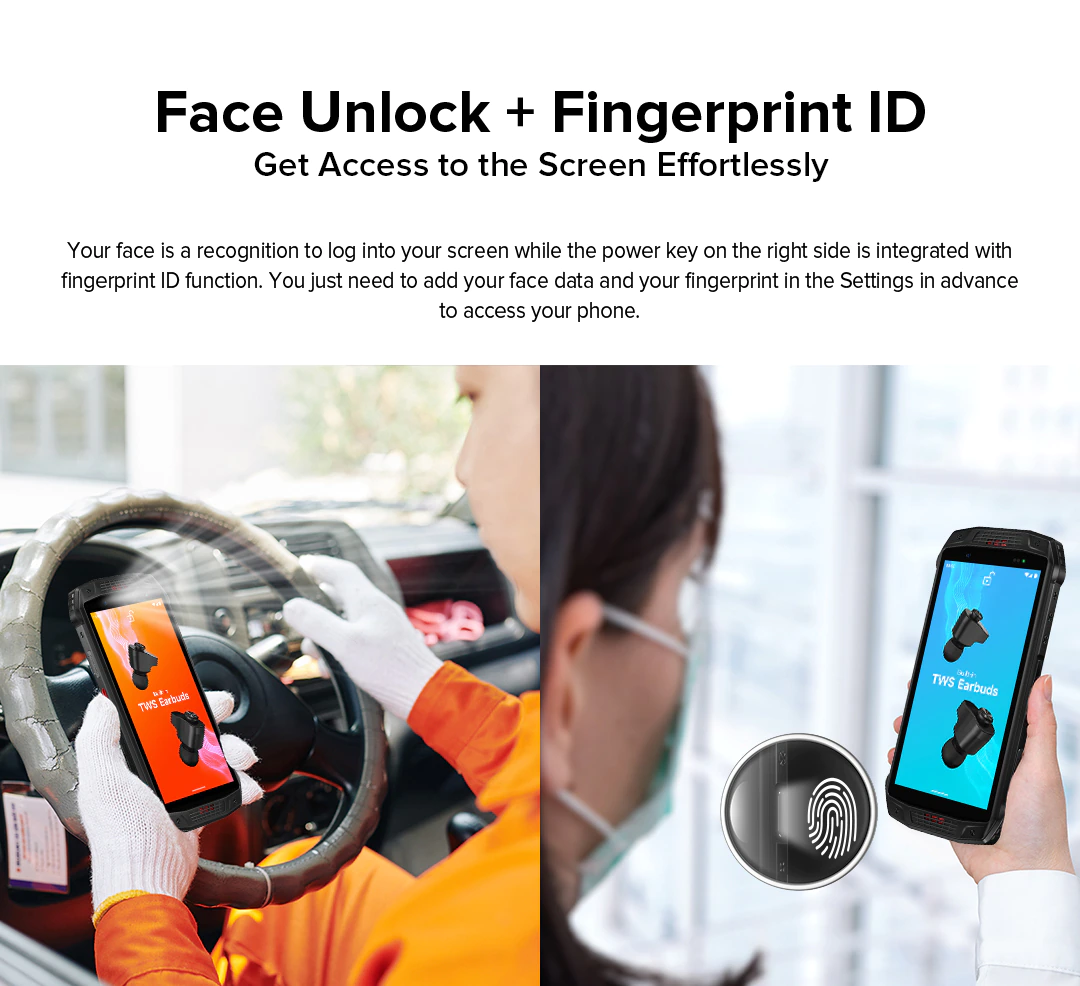 Face Unlock + Fingerprint ID
Get Access to the Screen Effortlessly
Your face is a recognition to log into your screen while the power key on the right side is integrated with
fingerprint ID function. You just need to add your face data and your fingerprint in the Settings in advance
to access your phone.
TWS Earbuds
Built-in
TWS Earbuds